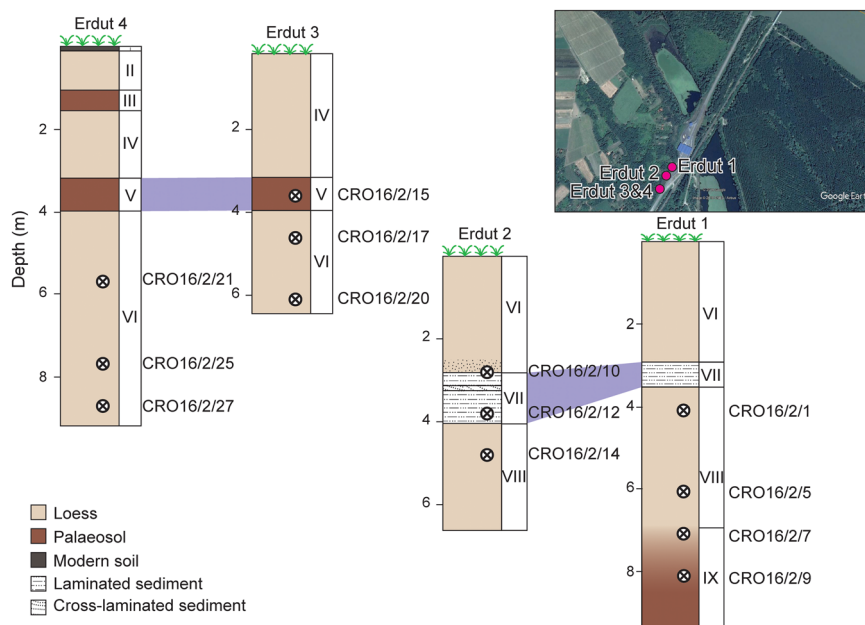 Erdut 4
Erdut 3
Erdut 2
Erdut 1
Erdut 3&4
Google Earth
Depth (m)
2
4
6
8
II
III
IV
V
VI
CRO16/2/21
CRO16/2/25
CRO16/2/27
2
4
6
IV
V
VI
CRO16/2/15
CRO16/2/17
CRO16/2/20
Erdut 2
2
4
6
VI
VII
VIII
CRO16/2/10
CRO16/2/12
CRO16/2/14
Erdut 1
2
4
6
8
VI
VII
VIII
IX
CRO16/2/1
CRO16/2/5
CRO16/2/7
CRO16/2/9
Loess
Palaeosol
Modern soil
Laminated sediment
Cross-laminated sediment